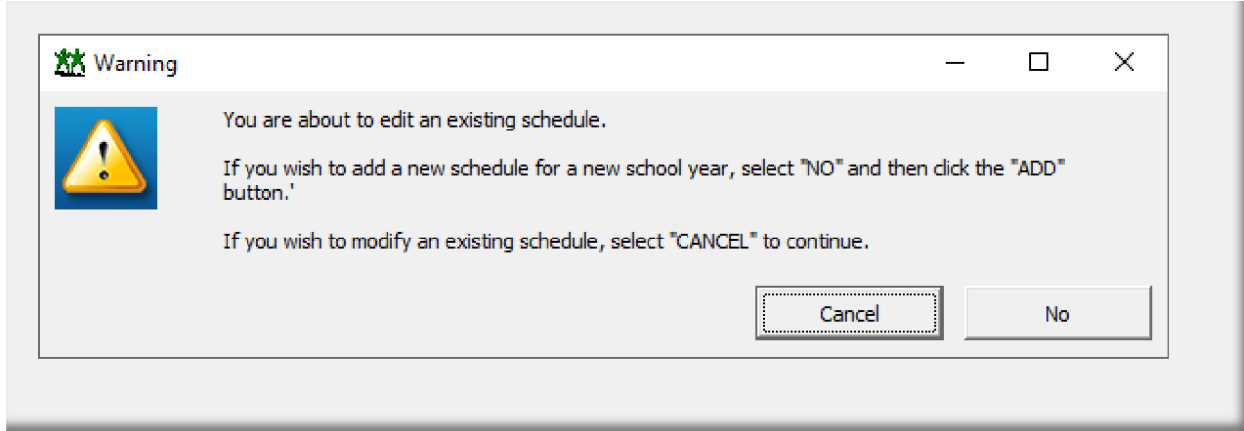 Warning
You are about to edit an existing schedule.
If you wish to add a new schedule for a new school year, select "NO" and then click the "ADD"
button.'
If you wish to modify an existing schedule, select "CANCEL" to continue.
Cancel
No